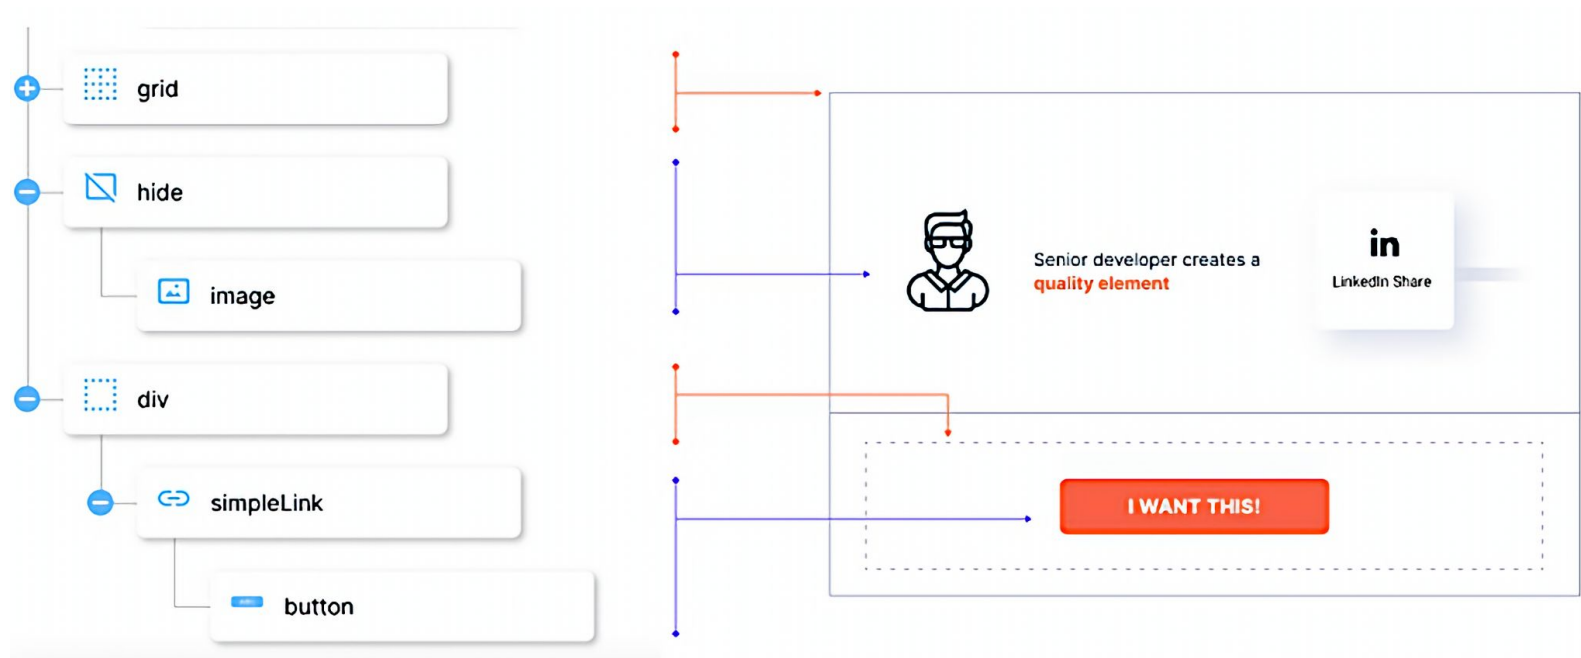 grid
hide
image
div
simpleLink
button
Senior developer creates a
quality element
in
LinkedIn Share
I WANT THIS!